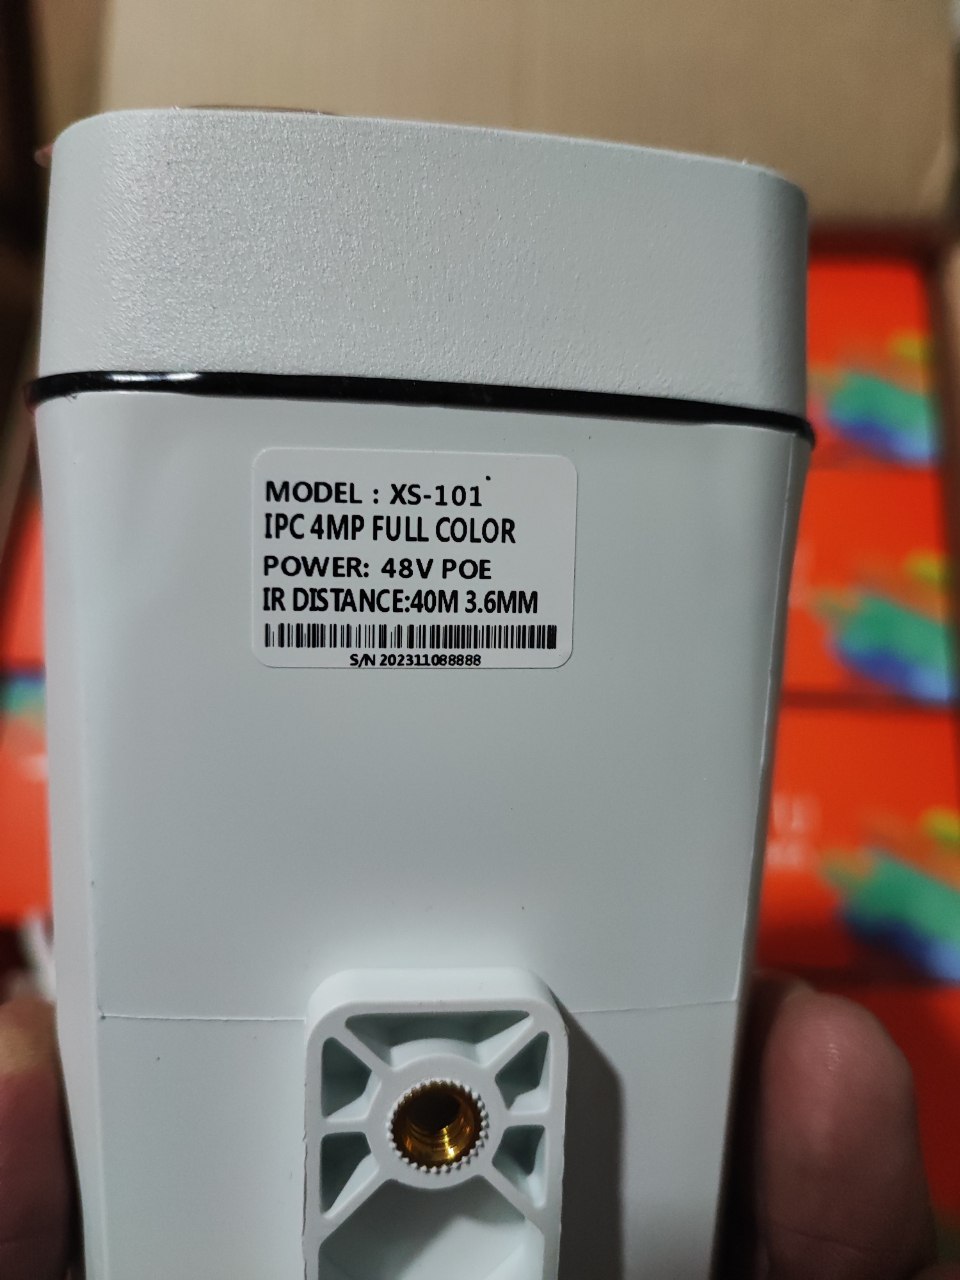 MODEL : XS-101
IPC 4MP FULL COLOR
POWER: 48V POE
IR DISTANCE:40M 3.6MM
S/N 202311088888